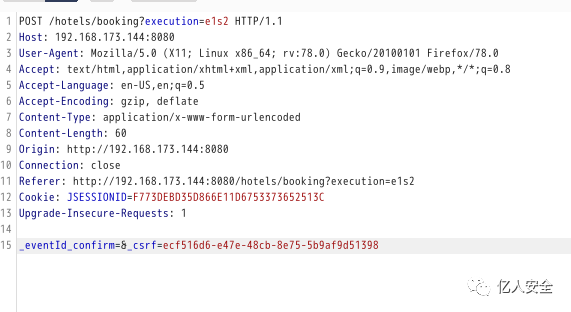 1 POST /hotels/booking?execution=e1s2 HTTP/1.1
2 Host: 192.168.173.144:8080
3 User-Agent: Mozilla/5.0 (X11; Linux x86_64; rv:78.0) Gecko/20100101 Firefox/78.0
4 Accept: text/html,application/xhtml+xml,application/xml;q=0.9,image/webp,*/*;q=0.8
5 Accept-Language: en-US,en;q=0.5
6 Accept-Encoding: gzip, deflate
7 Content-Type: application/x-www-form-urlencoded
8 Content-Length: 60
9 Origin: http://192.168.173.144:8080
10 Connection: close
11 Referer: http://192.168.173.144:8080/hotels/booking?execution=e1s2
12 Cookie: JSESSIONID=F773DEBD35D866E11D6753373652513C
13 Upgrade-Insecure-Requests: 1
14
15 _eventId_confirm=&_csrf=ecf516d6-e47e-48cb-8e75-5b9af9d51398
亿人安全